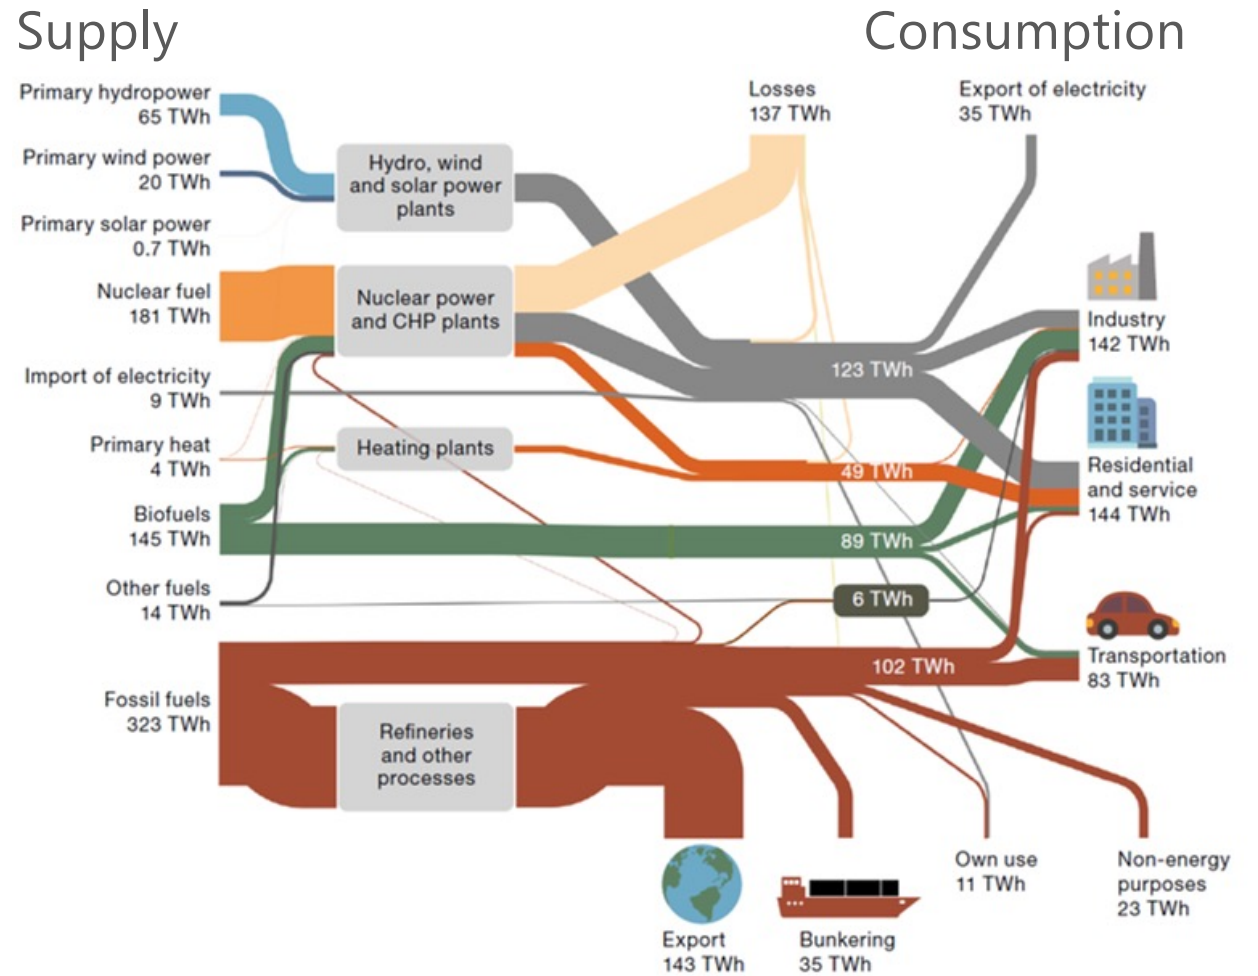 Supply
Consumption
Primary hydropower
65 TWh
Primary wind power
20 TWh
Primary solar power
0.7 TWh
Nuclear fuel
181 TWh
Import of electricity
9 TWh
Primary heat
4 TWh
Biofuels
145 TWh
Other fuels
14 TWh
Fossil fuels
323 TWh
Hydro, wind
and solar power
plants
Nuclear power
and CHP plants
Heating plants
Refineries
and other
processes
Losses
137 TWh
Export of electricity
35 TWh
123 TWh
49 TWh
89 TWh
6 TWh
102 TWh
Industry
142 TWh
Residential
and service
144 TWh
Transportation
83 TWh
Export
143 TWh
Bunkering
35 TWh
Own use
11 TWh
Non-energy
purposes
23 TWh